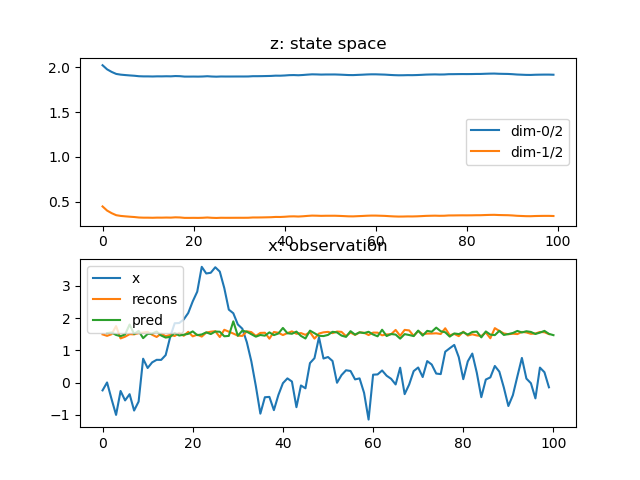 z: state space
2.0
1.5
1.0
0.5
dim-0/2
dim-1/2
0 20 40 60 80 100
x: observation
3
2
1
0
−1
x
recons
pred
0 20 40 60 80 100